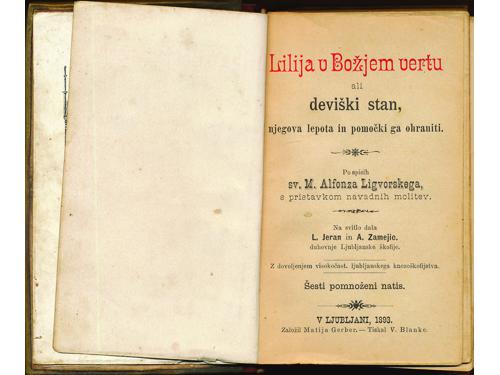 Lilija v Božjem vertu
ali
deviški stan,
njegova lepota in pomočki ga ohraniti.
Po spisih
sv. M. Alfonza Ligvorskega,
s pristavkom navadnih molitev.
Na svitlo dala
L. Jeran in A. Zamejic.
duhovnje Ljubljanske škofije.
Z dovoljenjem visokočast. ljubljanskega knezoškofijstva.
Šesti pomnoženi natis.
V LJUBLJANI, 1893.
Založil Matija Gerber. — Tiskal V. Blanke.